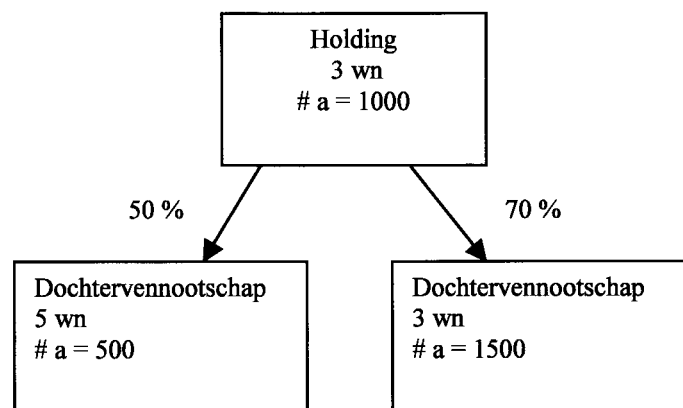 Holding
3 wn
# a = 1000
50 %
70 %
Dochtervennootschap
5 wn
# a = 500
Dochtervennootschap
3 wn
# a = 1500